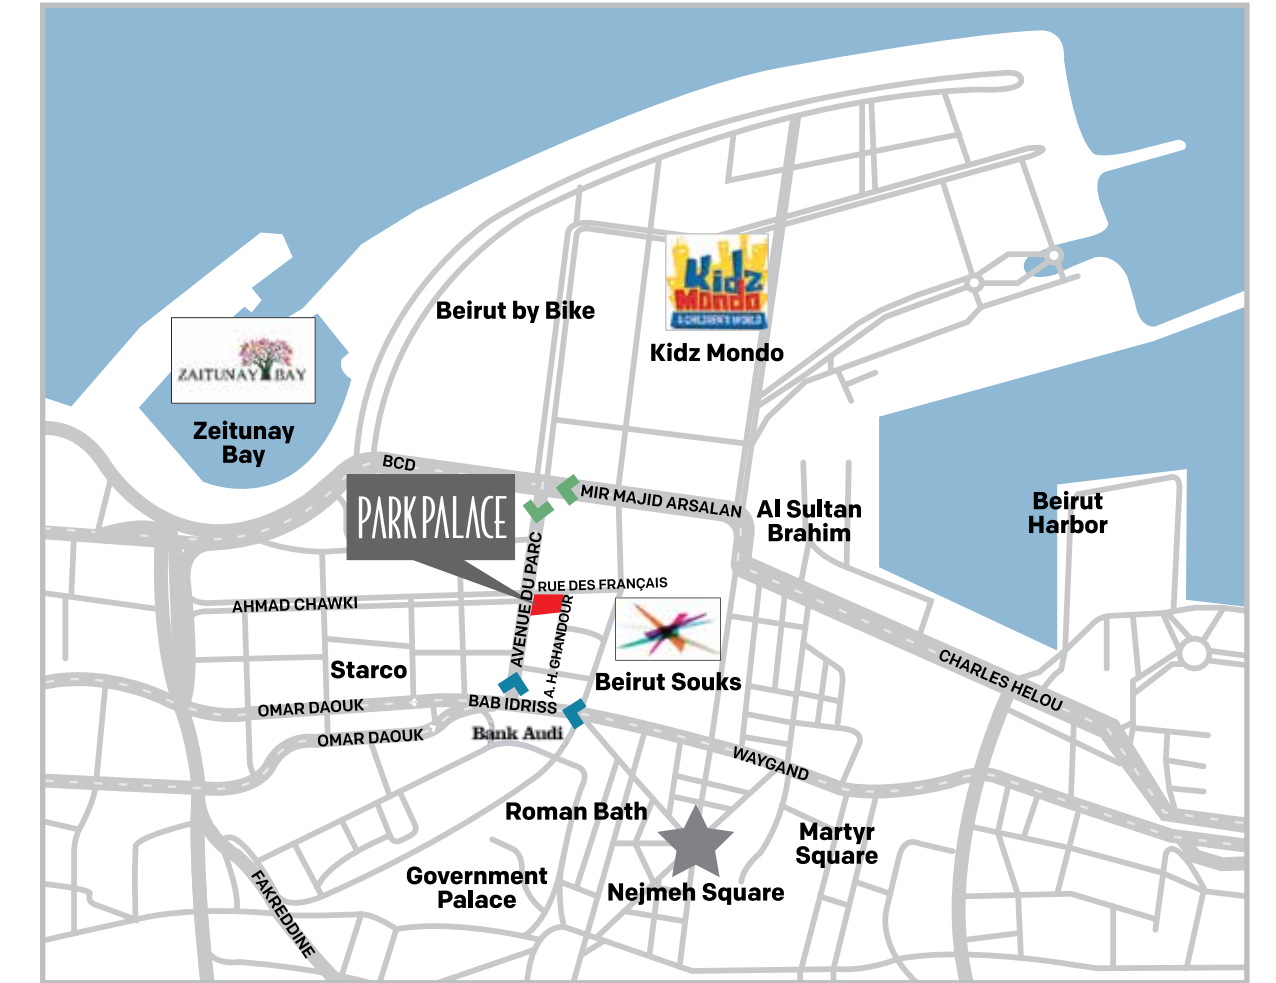 Beirut by Bike
Kidz
Mondo
A CHILDREN'S WORLD
Kidz Mondo
ZAITUNAY BAY
Zeitunay
Bay
BCD
MIR MAJID ARSALAN
PARK PALACE
Al Sultan
Brahim
Beirut
Harbor
AVENUE DU PARC
RUE DES FRANÇAIS
AHMAD CHAWKI
A. H. GHANDOUR
Starco
Beirut Souks
CHARLES HELOU
OMAR DAOUK
BAB IDRISS
OMAR DAOUK
Bank Audi
WAYGAND
Roman Bath
Martyr
Square
Government
Palace
Nejmeh Square
FAKREDDINE